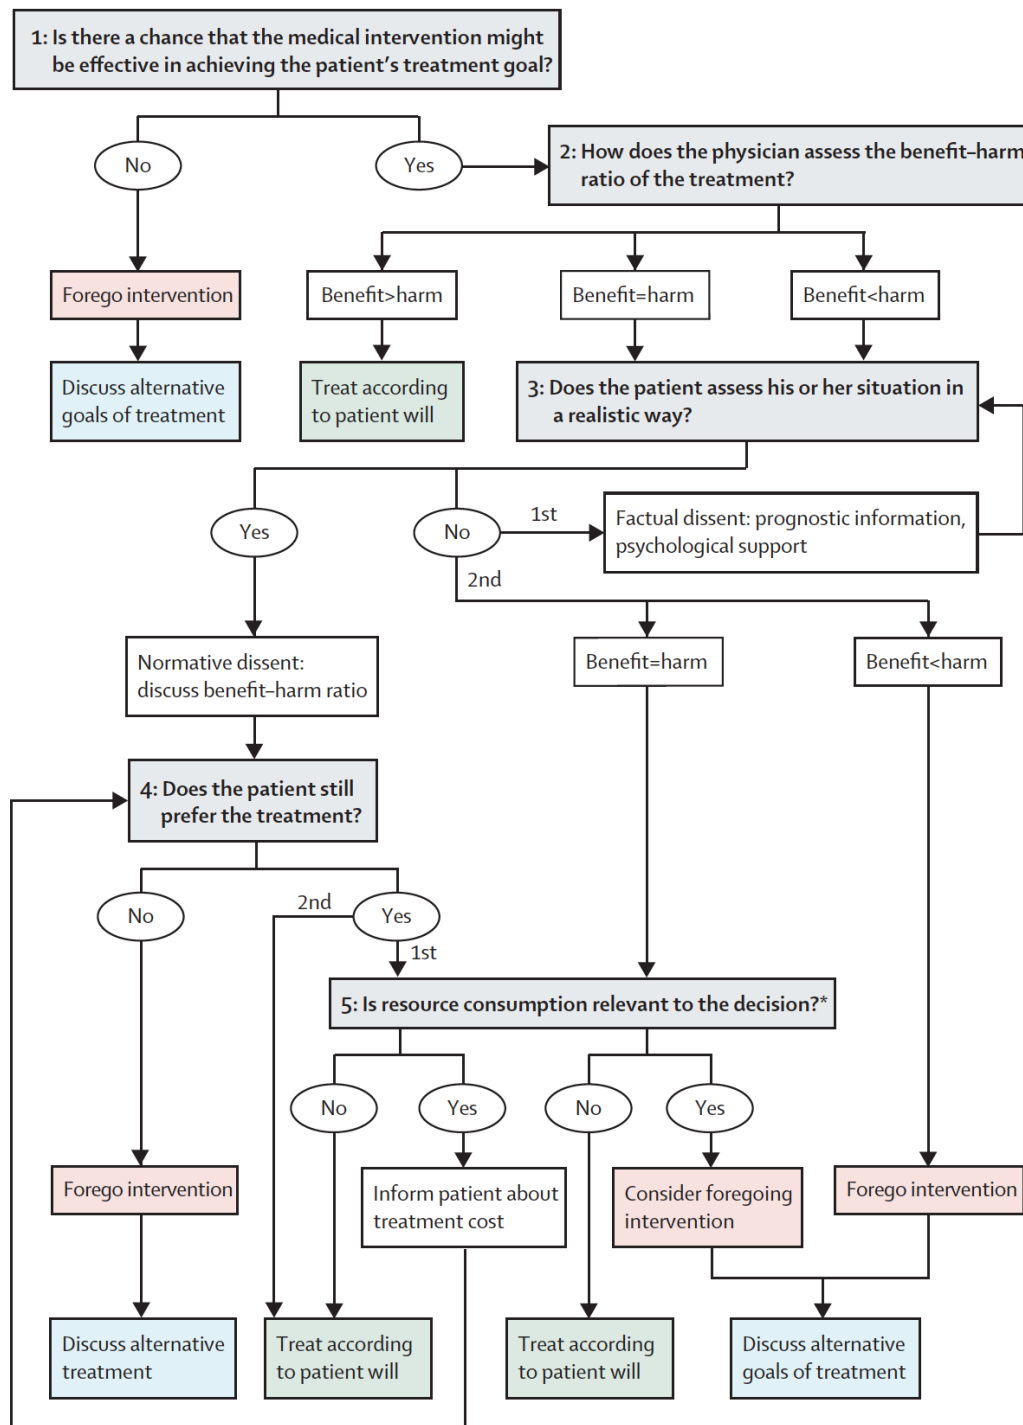 1: Is there a chance that the medical intervention might
be effective in achieving the patient's treatment goal?
No
Yes
2: How does the physician assess the benefit–harm
ratio of the treatment?
Forego intervention
Benefit>harm
Benefit=harm
Benefit<harm
Discuss alternative
goals of treatment
Treat according
to patient will
3: Does the patient assess his or her situation in
a realistic way?
Yes
No
1st
Factual dissent: prognostic information,
psychological support
2nd
Normative dissent:
discuss benefit–harm ratio
Benefit=harm
Benefit<harm
4: Does the patient still
prefer the treatment?
No
2nd
Yes
1st
5: Is resource consumption relevant to the decision?*
No
Yes
No
Yes
Forego intervention
Inform patient about
treatment cost
Consider foregoing
intervention
Forego intervention
Discuss alternative
treatment
Treat according
to patient will
Treat according
to patient will
Discuss alternative
goals of treatment